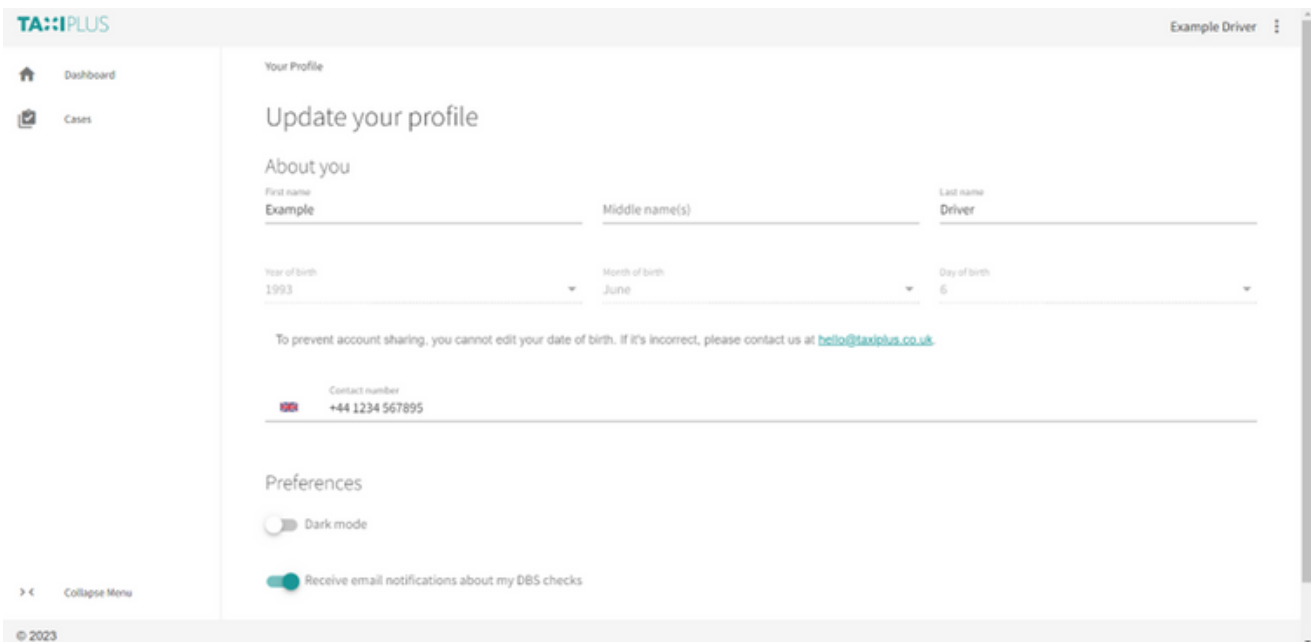 TAXIPLUS
Example Driver
Dashboard
Cases
Your Profile
Update your profile
About you
First name
Example
Middle name(s)
Last name
Driver
Year of birth
1993
Month of birth
June
Day of birth
6
To prevent account sharing, you cannot edit your date of birth. If it's incorrect, please contact us at hello@taxiplus.co.uk.
Contact number
+44 1234 567895
Preferences
Dark mode
Receive email notifications about my DBS checks
Collapse Menu
© 2023